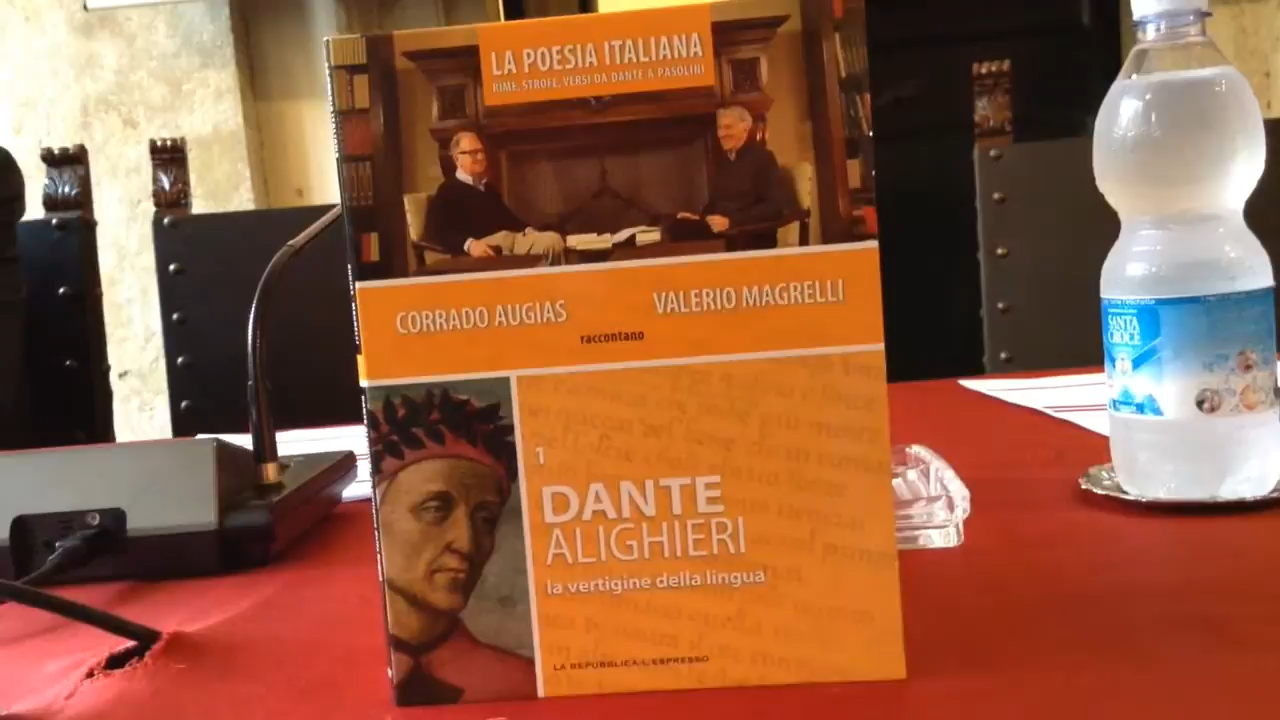 LA POESIA ITALIANA
RIME, STROFE, VERSI DA DANTE A PASOLINI
CORRADO AUGIAS
VALERIO MAGRELLI
raccontano
1
DANTE
ALIGHIERI
la vertigine della lingua
LA REPUBBLICA-L'ESPRESSO
SANTA
CROCE